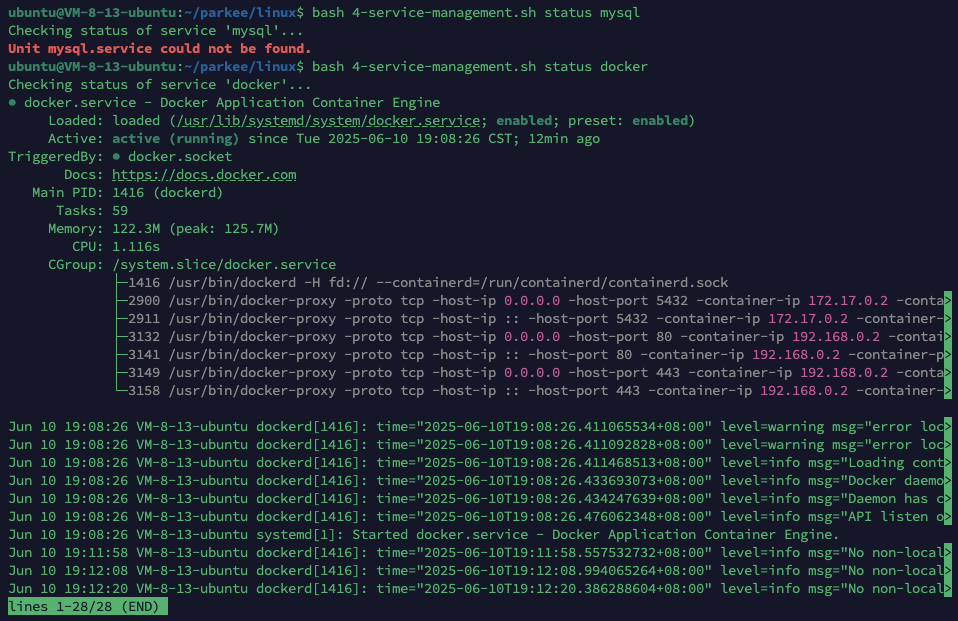 ubuntu@VM-8-13-ubuntu:~/parkee/linux$ bash 4-service-management.sh status mysql
Checking status of service 'mysql'...
Unit mysql.service could not be found.
ubuntu@VM-8-13-ubuntu:~/parkee/linux$ bash 4-service-management.sh status docker
Checking status of service 'docker'...
● docker.service - Docker Application Container Engine
     Loaded: loaded (/usr/lib/systemd/system/docker.service; enabled; preset: enabled)
     Active: active (running) since Tue 2025-06-10 19:08:26 CST; 12min ago
TriggeredBy: ● docker.socket
       Docs: https://docs.docker.com
   Main PID: 1416 (dockerd)
      Tasks: 59
     Memory: 122.3M (peak: 125.7M)
        CPU: 1.116s
     CGroup: /system.slice/docker.service
             ├─1416 /usr/bin/dockerd -H fd:// --containerd=/run/containerd/containerd.sock
             ├─2900 /usr/bin/docker-proxy -proto tcp -host-ip 0.0.0.0 -host-port 5432 -container-ip 172.17.0.2 -conta>
             ├─2911 /usr/bin/docker-proxy -proto tcp -host-ip :: -host-port 5432 -container-ip 172.17.0.2 -container->
             ├─3132 /usr/bin/docker-proxy -proto tcp -host-ip 0.0.0.0 -host-port 80 -container-ip 192.168.0.2 -contai>
             ├─3141 /usr/bin/docker-proxy -proto tcp -host-ip :: -host-port 80 -container-ip 192.168.0.2 -container-p>
             ├─3149 /usr/bin/docker-proxy -proto tcp -host-ip 0.0.0.0 -host-port 443 -container-ip 192.168.0.2 -conta>
             └─3158 /usr/bin/docker-proxy -proto tcp -host-ip :: -host-port 443 -container-ip 192.168.0.2 -container->

Jun 10 19:08:26 VM-8-13-ubuntu dockerd[1416]: time="2025-06-10T19:08:26.411065534+08:00" level=warning msg="error loc>
Jun 10 19:08:26 VM-8-13-ubuntu dockerd[1416]: time="2025-06-10T19:08:26.411092828+08:00" level=warning msg="error loc>
Jun 10 19:08:26 VM-8-13-ubuntu dockerd[1416]: time="2025-06-10T19:08:26.411468513+08:00" level=info msg="Loading cont>
Jun 10 19:08:26 VM-8-13-ubuntu dockerd[1416]: time="2025-06-10T19:08:26.433693073+08:00" level=info msg="Docker daemo>
Jun 10 19:08:26 VM-8-13-ubuntu dockerd[1416]: time="2025-06-10T19:08:26.434247639+08:00" level=info msg="Daemon has c>
Jun 10 19:08:26 VM-8-13-ubuntu dockerd[1416]: time="2025-06-10T19:08:26.476062348+08:00" level=info msg="API listen o>
Jun 10 19:08:26 VM-8-13-ubuntu systemd[1]: Started docker.service - Docker Application Container Engine.
Jun 10 19:11:58 VM-8-13-ubuntu dockerd[1416]: time="2025-06-10T19:11:58.557532732+08:00" level=info msg="No non-local>
Jun 10 19:12:08 VM-8-13-ubuntu dockerd[1416]: time="2025-06-10T19:12:08.994065264+08:00" level=info msg="No non-local>
Jun 10 19:12:20 VM-8-13-ubuntu dockerd[1416]: time="2025-06-10T19:12:20.386288604+08:00" level=info msg="No non-local>
lines 1-28/28 (END)